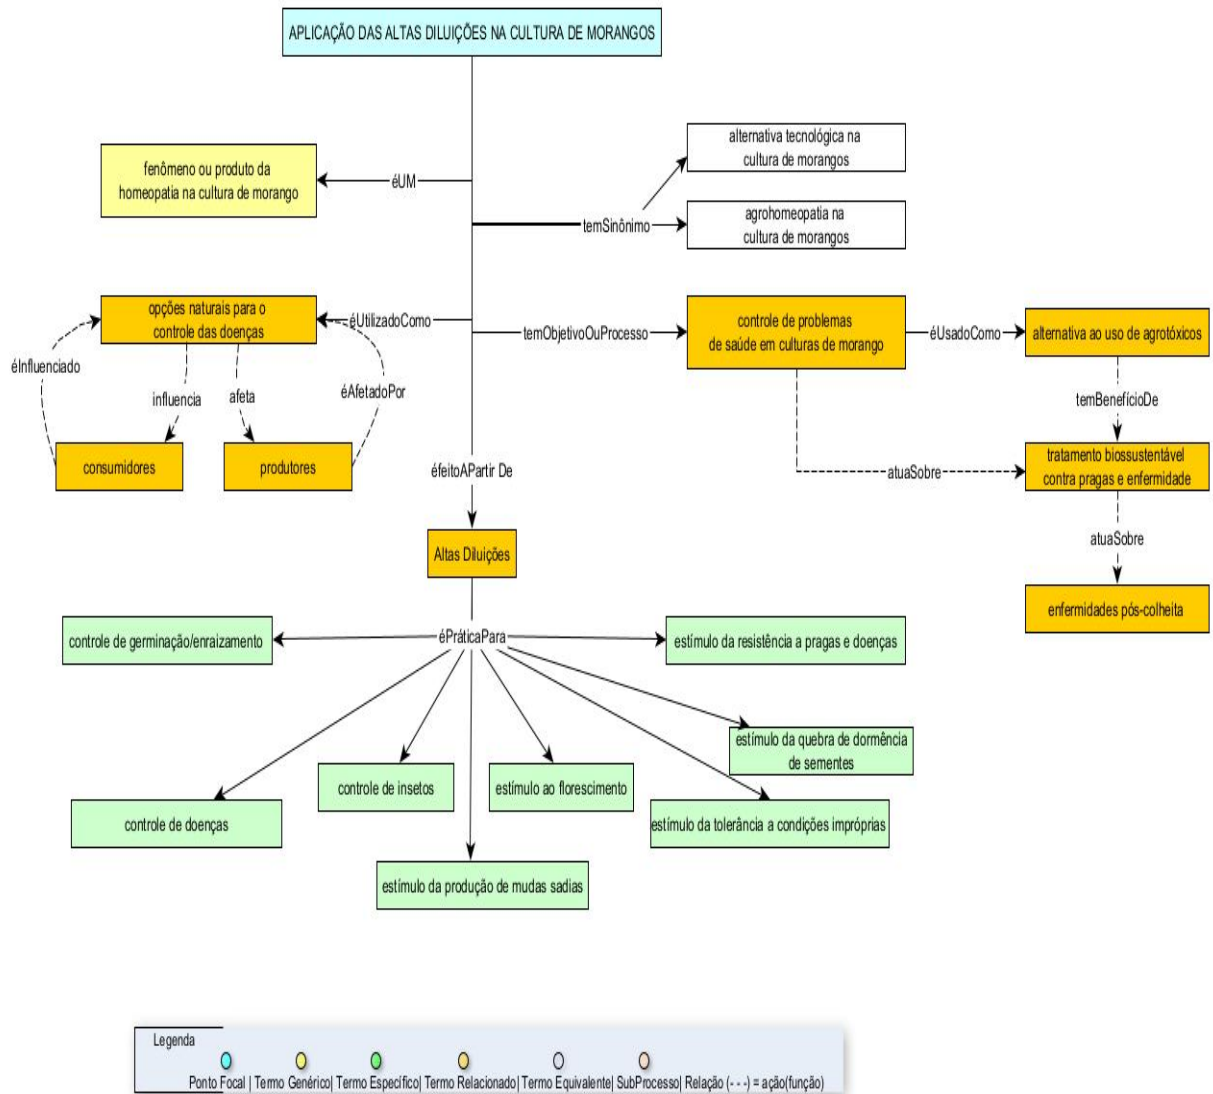 APLICAÇÃO DAS ALTAS DILUIÇÕES NA CULTURA DE MORANGOS
alternativa tecnológica na
cultura de morangos
fenômeno ou produto da
homeopatia na cultura de morango
éUM
agrohomeopatia na
cultura de morangos
temSinônimo
opções naturais para o
controle das doenças
éUtilizadoComo
temObjetivoOuProcesso
controle de problemas
de saúde em culturas de morango
éUsadoComo
alternativa ao uso de agrotóxicos
éInfluenciado
influencia
afeta
éAfetadoPor
temBenefícioDe
consumidores
produtores
éfeitoAPartir De
atuaSobre
tratamento biossustentável
contra pragas e enfermidade
atuaSobre
Altas Diluições
enfermidades pós-colheita
controle de germinação/enraizamento
éPráticaPara
estímulo da resistência a pragas e doenças
estímulo da quebra de dormência
de sementes
controle de insetos
estímulo ao florescimento
controle de doenças
estímulo da tolerância a condições impróprias
estímulo da produção de mudas sadias
Legenda
Ponto Focal | Termo Genérico| Termo Específico| Termo Relacionado| Termo Equivalente| SubProcesso| Relação (- - -) = ação(função)